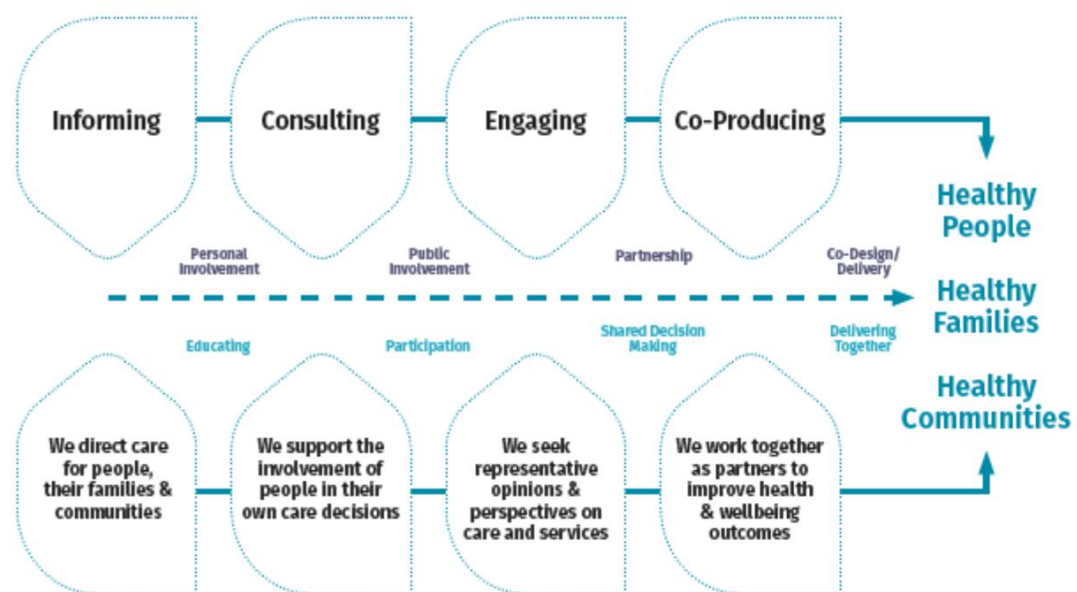 Informing
Consulting
Engaging
Co-Producing
Healthy
People
Personal
Involvement
Public
Involvement
Partnership
Co-Design/
Delivery
Healthy
Families
Educating
Participation
Shared Decision
Making
Delivering
Together
Healthy
Communities
We direct care
for people,
their families &
communities
We support the
involvement of
people in their
own care decisions
We seek
representative
opinions &
perspectives on
care and services
We work together
as partners to
improve health
& wellbeing
outcomes